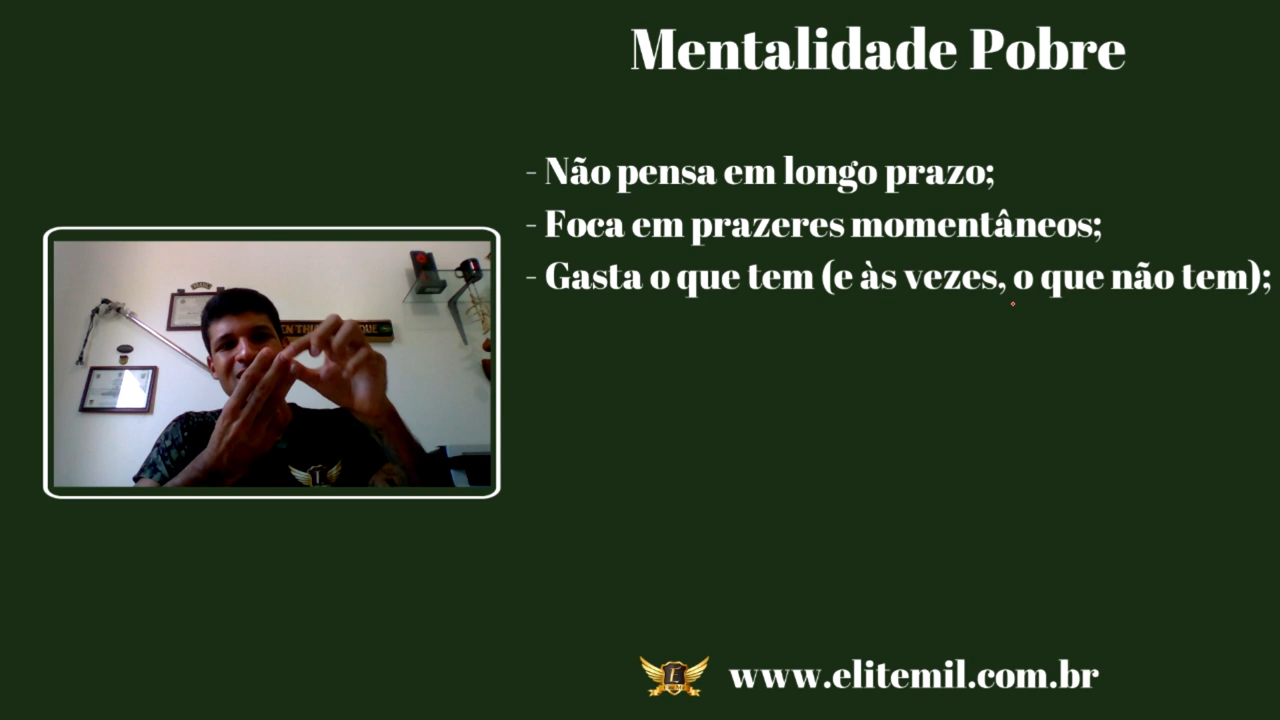 Mentalidade Pobre
- Não pensa em longo prazo;
- Foca em prazeres momentâneos;
- Gasta o que tem (e às vezes, o que não tem);
www.elitemil.com.br